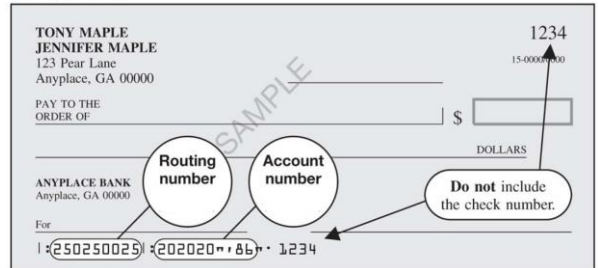 TONY MAPLE
JENNIFER MAPLE
123 Pear Lane
Anyplace, GA 00000
1234
15-0000/0000
SAMPLE
PAY TO THE
ORDER OF
$
DOLLARS
Routing
number
Account
number
ANYPLACE BANK
Anyplace, GA 00000
Do not include
the check number.
For
|:250250025|:202020⑈'86⑈• 1234